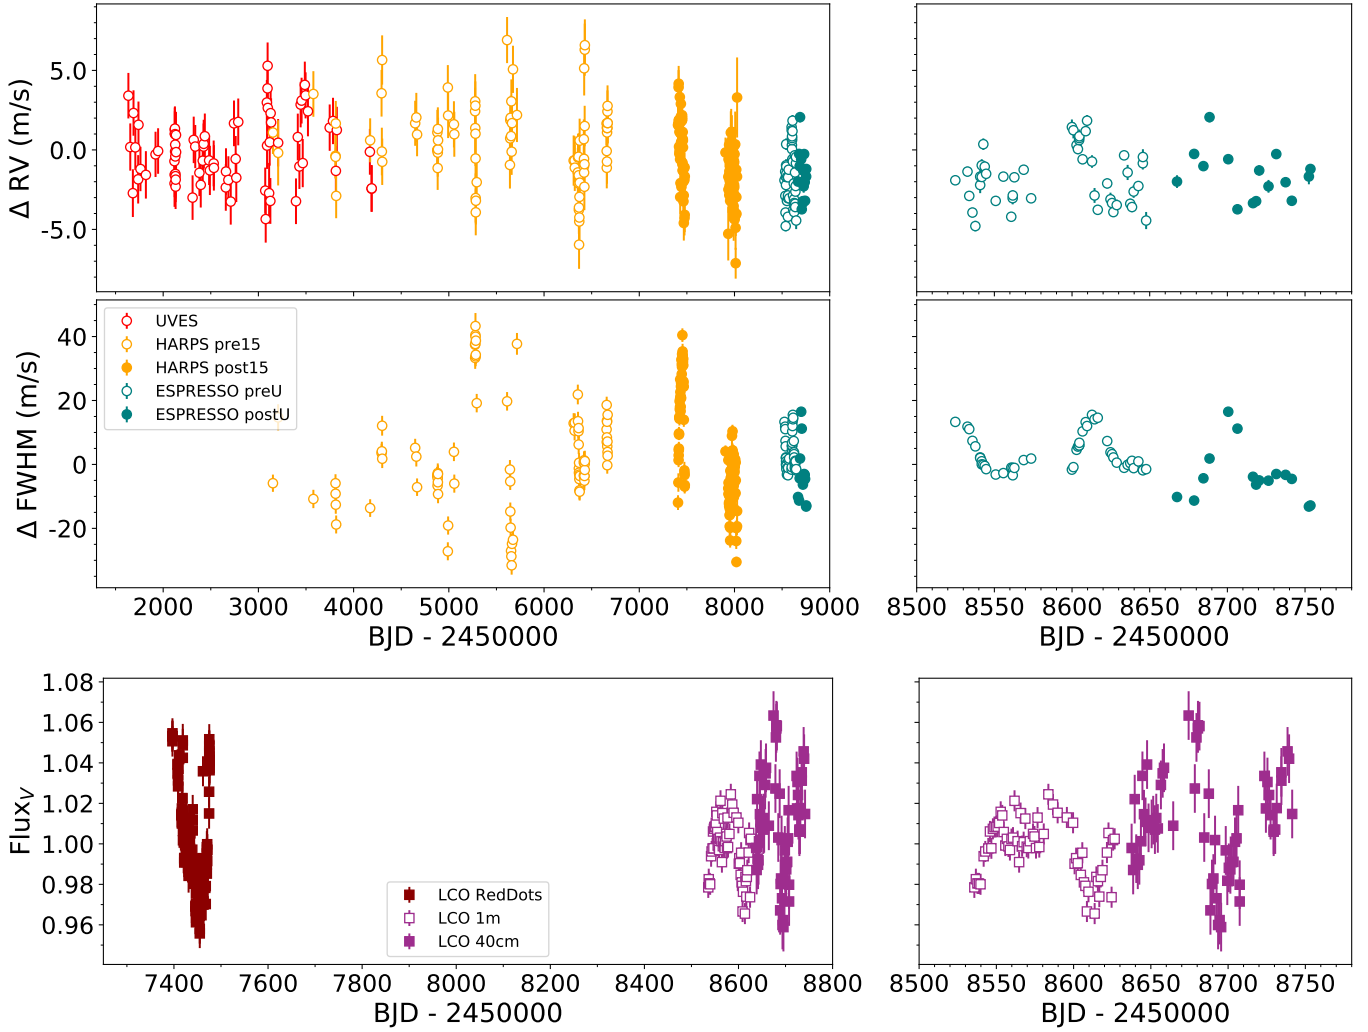 Δ RV (m/s)
5.0
0.0
-5.0
Δ FWHM (m/s)
40
20
0
-20
UVES
HARPS pre15
HARPS post15
ESPRESSO preU
ESPRESSO postU
2000 3000 4000 5000 6000 7000 8000 9000
BJD - 2450000
8500 8550 8600 8650 8700 8750
BJD - 2450000
Flux_V
1.08
1.06
1.04
1.02
1.00
0.98
0.96
LCO RedDots
LCO 1m
LCO 40cm
7400 7600 7800 8000 8200 8400 8600 8800
BJD - 2450000
8500 8550 8600 8650 8700 8750
BJD - 2450000